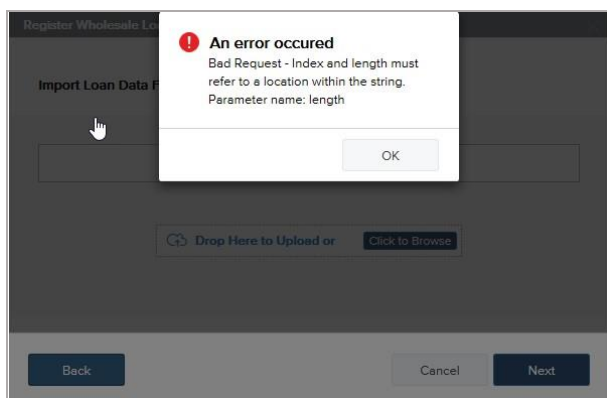 Register Wholesale Lo
An error occured
Bad Request - Index and length must
refer to a location within the string.
Parameter name: length
Import Loan Data F
OK
Drop Here to Upload or Click to Browse
Back Cancel Next